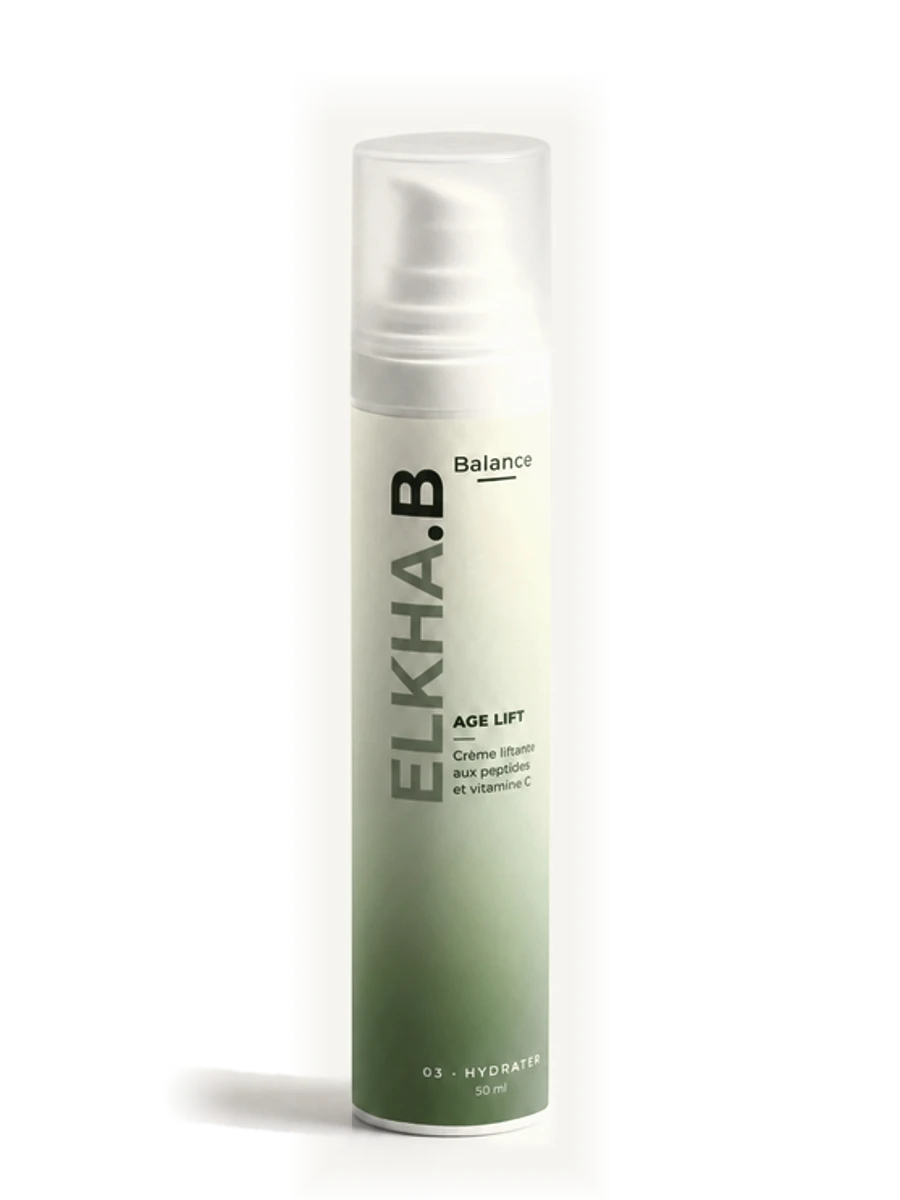 Balance
ELKHA.B
AGE LIFT
Crème liftante
aux peptides
et vitamine C
03 · HYDRATER
50 ml